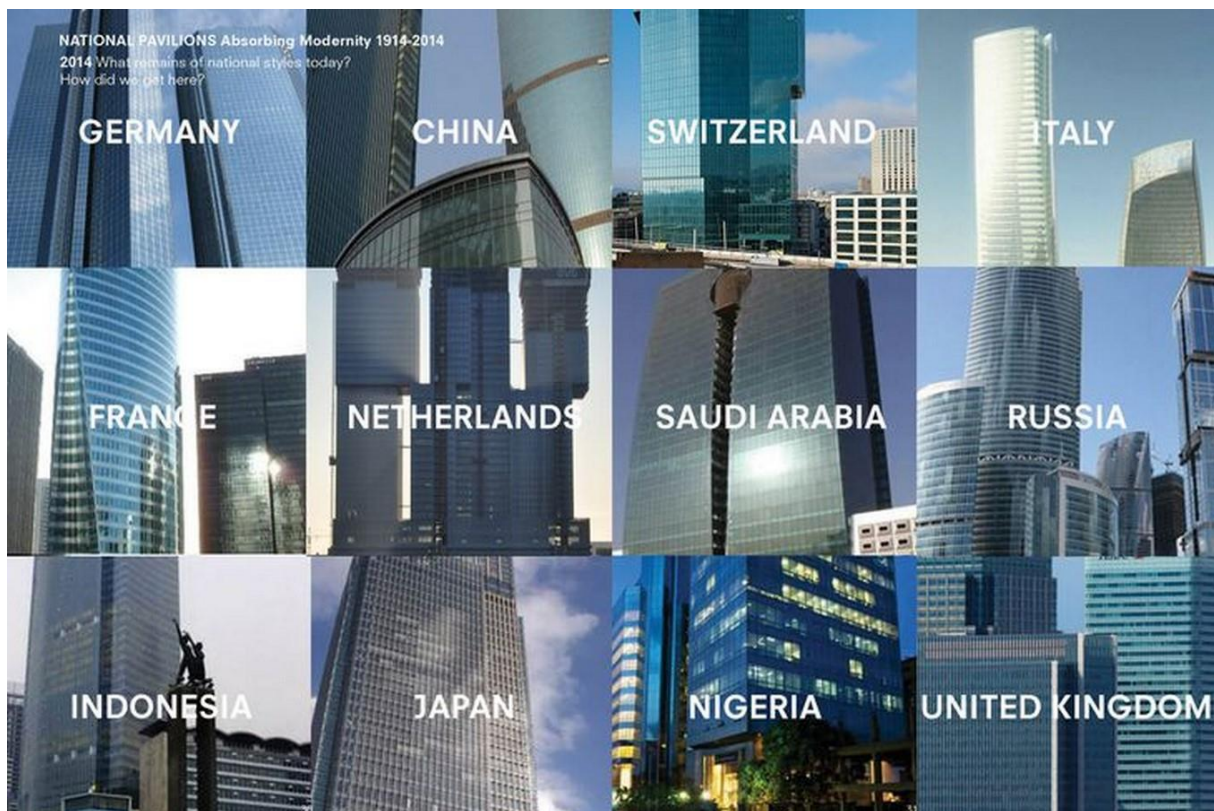 NATIONAL PAVILIONS Absorbing Modernity 1914-2014
2014 What remains of national styles today?
How did we get here?
GERMANY
CHINA
SWITZERLAND
ITALY
FRANCE
NETHERLANDS
SAUDI ARABIA
RUSSIA
INDONESIA
JAPAN
NIGERIA
UNITED KINGDOM